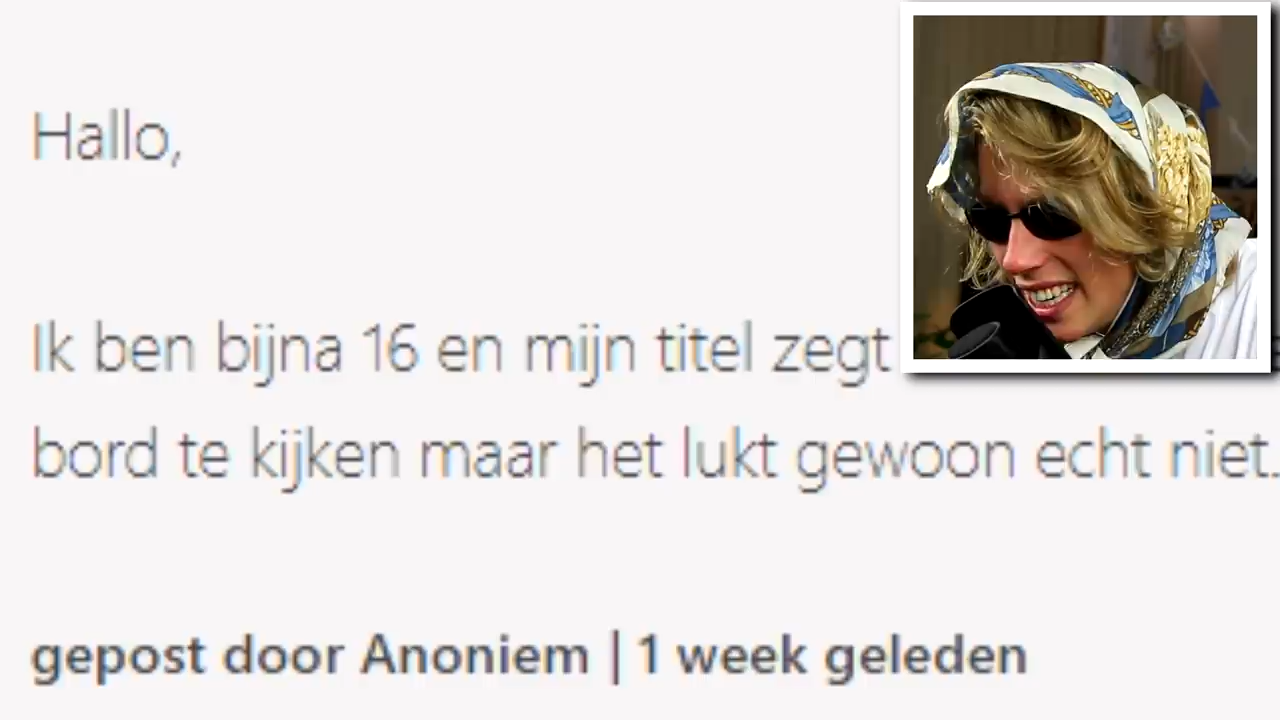 Hallo,
Ik ben bijna 16 en mijn titel zegt
bord te kijken maar het lukt gewoon echt niet.
gepost door Anoniem | 1 week geleden